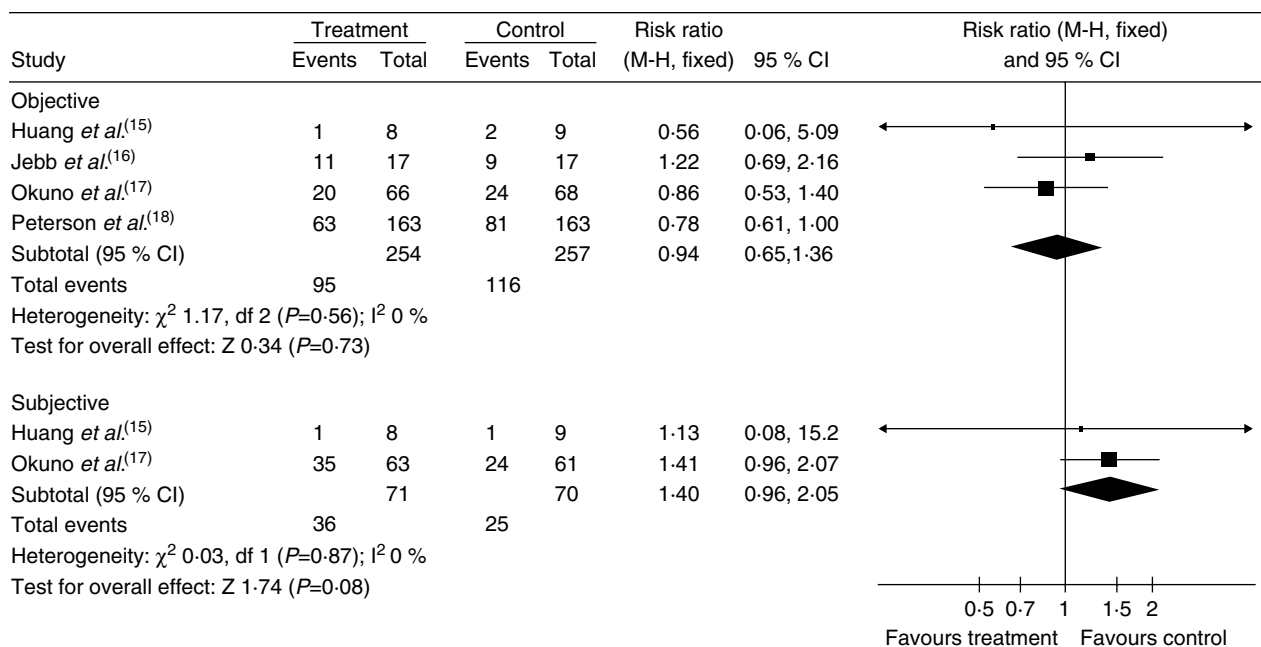 Treatment Control Risk ratio Risk ratio (M-H, fixed)
Study Events Total Events Total (M-H, fixed) 95 % CI and 95 % CI
Objective
Huang et al.(15) 1 8 2 9 0·56 0·06, 5·09
Jebb et al.(16) 11 17 9 17 1·22 0·69, 2·16
Okuno et al.(17) 20 66 24 68 0·86 0·53, 1·40
Peterson et al.(18) 63 163 81 163 0·78 0·61, 1·00
Subtotal (95 % CI) 254 257 0·94 0·65,1·36
Total events 95 116
Heterogeneity: χ² 1.17, df 2 (P=0·56); I² 0 %
Test for overall effect: Z 0·34 (P=0·73)
Subjective
Huang et al.(15) 1 8 1 9 1·13 0·08, 15.2
Okuno et al.(17) 35 63 24 61 1·41 0·96, 2·07
Subtotal (95 % CI) 71 70 1·40 0·96, 2·05
Total events 36 25
Heterogeneity: χ² 0·03, df 1 (P=0·87); I² 0 %
Test for overall effect: Z 1·74 (P=0·08)
0·5 0·7 1 1·5 2
Favours treatment Favours control